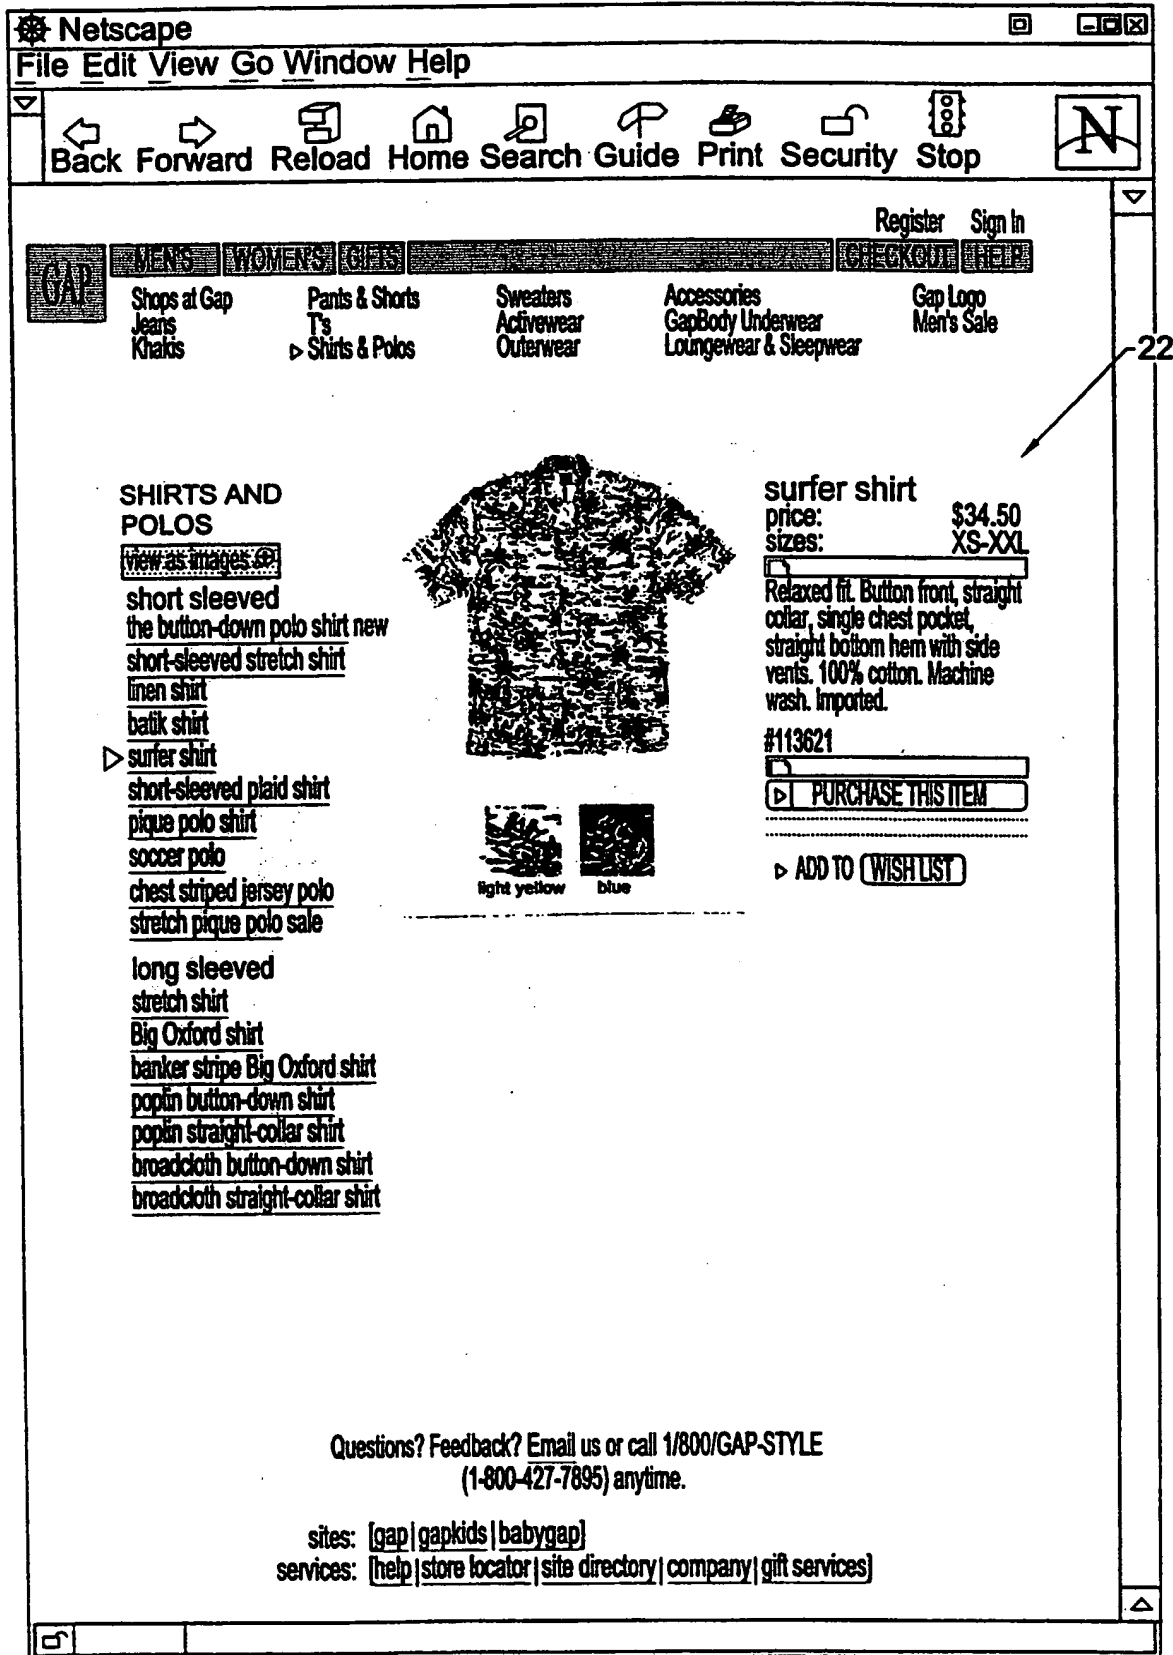 Netscape
File Edit View Go Window Help
Back Forward Reload Home Search Guide Print Security Stop
N
Register Sign In
GAP MEN'S WOMEN'S GIFTS CHECKOUT HELP
Shops at Gap Pants & Shorts Sweaters Accessories Gap Logo
Jeans T's Activewear GapBody Underwear Men's Sale
Khakis Shirts & Polos Outerwear Loungewear & Sleepwear
22
SHIRTS AND
POLOS
view as images
short sleeved
the button-down polo shirt new
short-sleeved stretch shirt
linen shirt
batik shirt
surfer shirt
short-sleeved plaid shirt
pique polo shirt
soccer polo
chest striped jersey polo
stretch pique polo sale
long sleeved
stretch shirt
Big Oxford shirt
banker stripe Big Oxford shirt
poplin button-down shirt
poplin straight-collar shirt
broadcloth button-down shirt
broadcloth straight-collar shirt
light yellow blue
surfer shirt
price: $34.50
sizes: XS-XXL
Relaxed fit. Button front, straight
collar, single chest pocket,
straight bottom hem with side
vents. 100% cotton. Machine
wash. Imported.
#113621
PURCHASE THIS ITEM
ADD TO WISH LIST
Questions? Feedback? Email us or call 1/800/GAP-STYLE
(1-800-427-7895) anytime.
sites: [gap|gapkids|babygap]
services: [help|store locator|site directory|company|gift services]